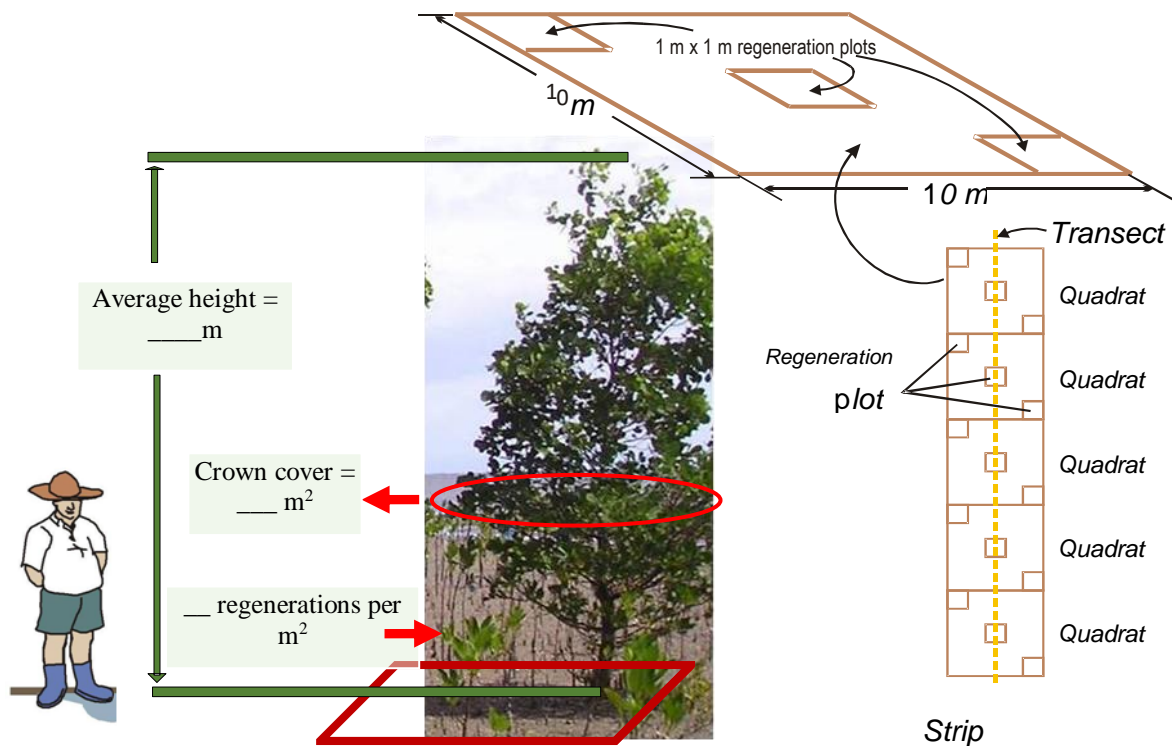 1 m x 1 m regeneration plots
10 m
10 m
Transect
Average height =
____m
Quadrat
Regeneration
plot
Quadrat
Crown cover =
___ m²
Quadrat
Quadrat
__ regenerations per
m²
Quadrat
Strip